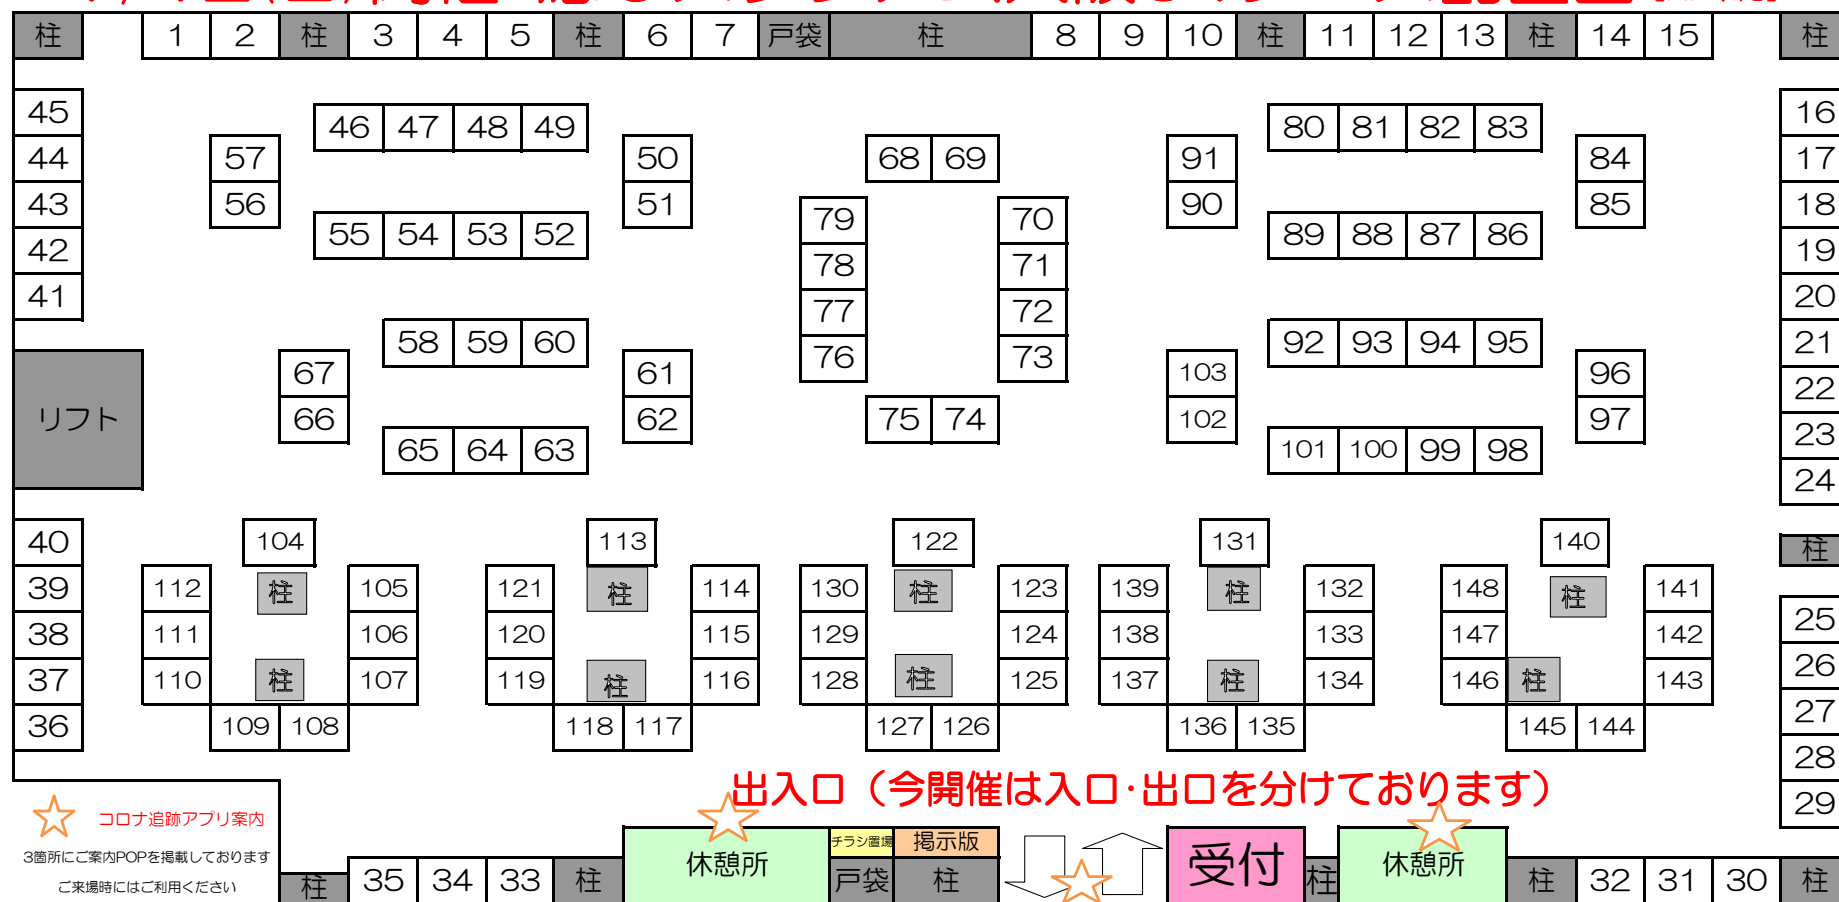 柱 1 2 柱 3 4 5 柱 6 7 戸袋 柱 8 9 10 柱 11 12 13 柱 14 15 柱
45 46 47 48 49 80 81 82 83 16
44 57 50 68 69 91 84 17
43 56 51 79 70 90 85 18
42 55 54 53 52 78 71 89 88 87 86 19
41 77 72 20
58 59 60 76 73 92 93 94 95 21
67 61 103 96 22
リフト 66 62 75 74 102 97
65 64 63 101 100 99 98 23
24
40 104 113 122 131 140 柱
39 112 柱 105 121 柱 114 130 柱 123 139 柱 132 148 柱 141
38 111 106 120 115 129 124 138 133 147 142 25
37 110 柱 107 119 柱 116 128 柱 125 137 柱 134 146 柱 143 26
36 109 108 118 117 127 126 136 135 145 144 27
28
出入口（今開催は入口・出口を分けております）
29
コロナ追跡アプリ案内
3箇所にご案内POPを掲載しております
ご来場時にはご利用ください
チラシ置場 掲示版
休憩所 受付 休憩所
柱 35 34 33 柱 戸袋 柱 柱 柱 32 31 30 柱